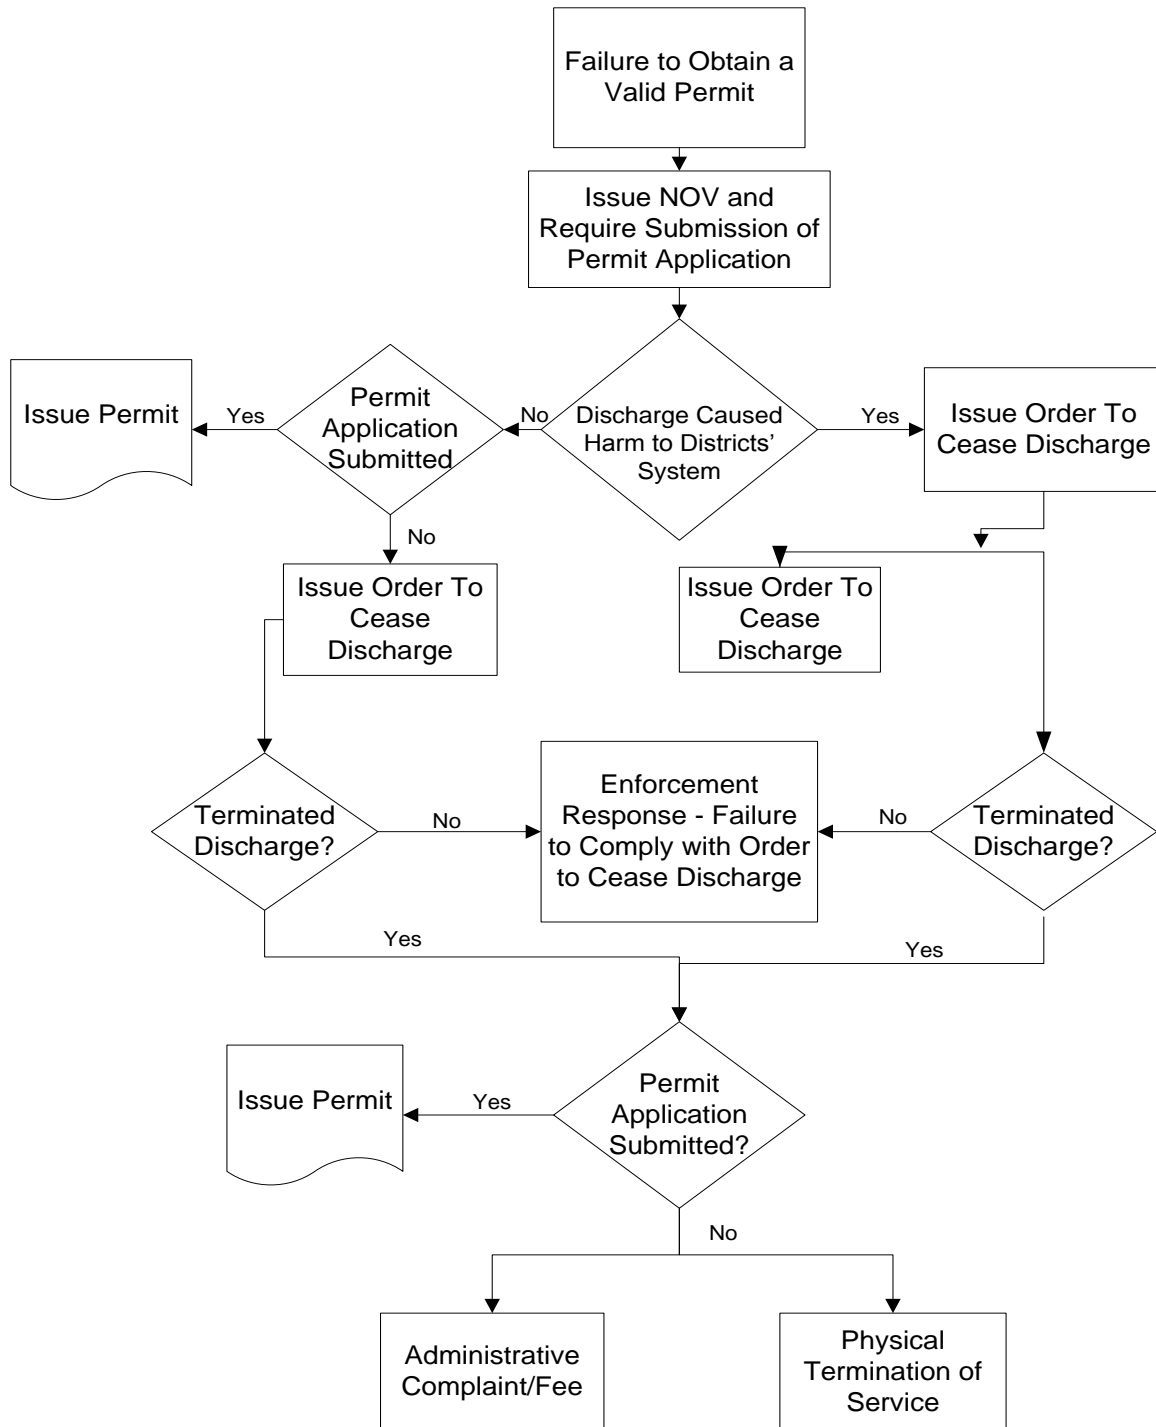 Failure to Obtain a
Valid Permit
Issue NOV and
Require Submission of
Permit Application
Issue Permit
Yes
Permit
Application
Submitted
No
Discharge Caused
Harm to Districts'
System
Yes
Issue Order To
Cease Discharge
No
Issue Order To
Cease
Discharge
Issue Order To
Cease
Discharge
Terminated
Discharge?
No
Enforcement
Response - Failure
to Comply with Order
to Cease Discharge
No
Terminated
Discharge?
Yes
Yes
Issue Permit
Yes
Permit
Application
Submitted?
No
Administrative
Complaint/Fee
Physical
Termination of
Service